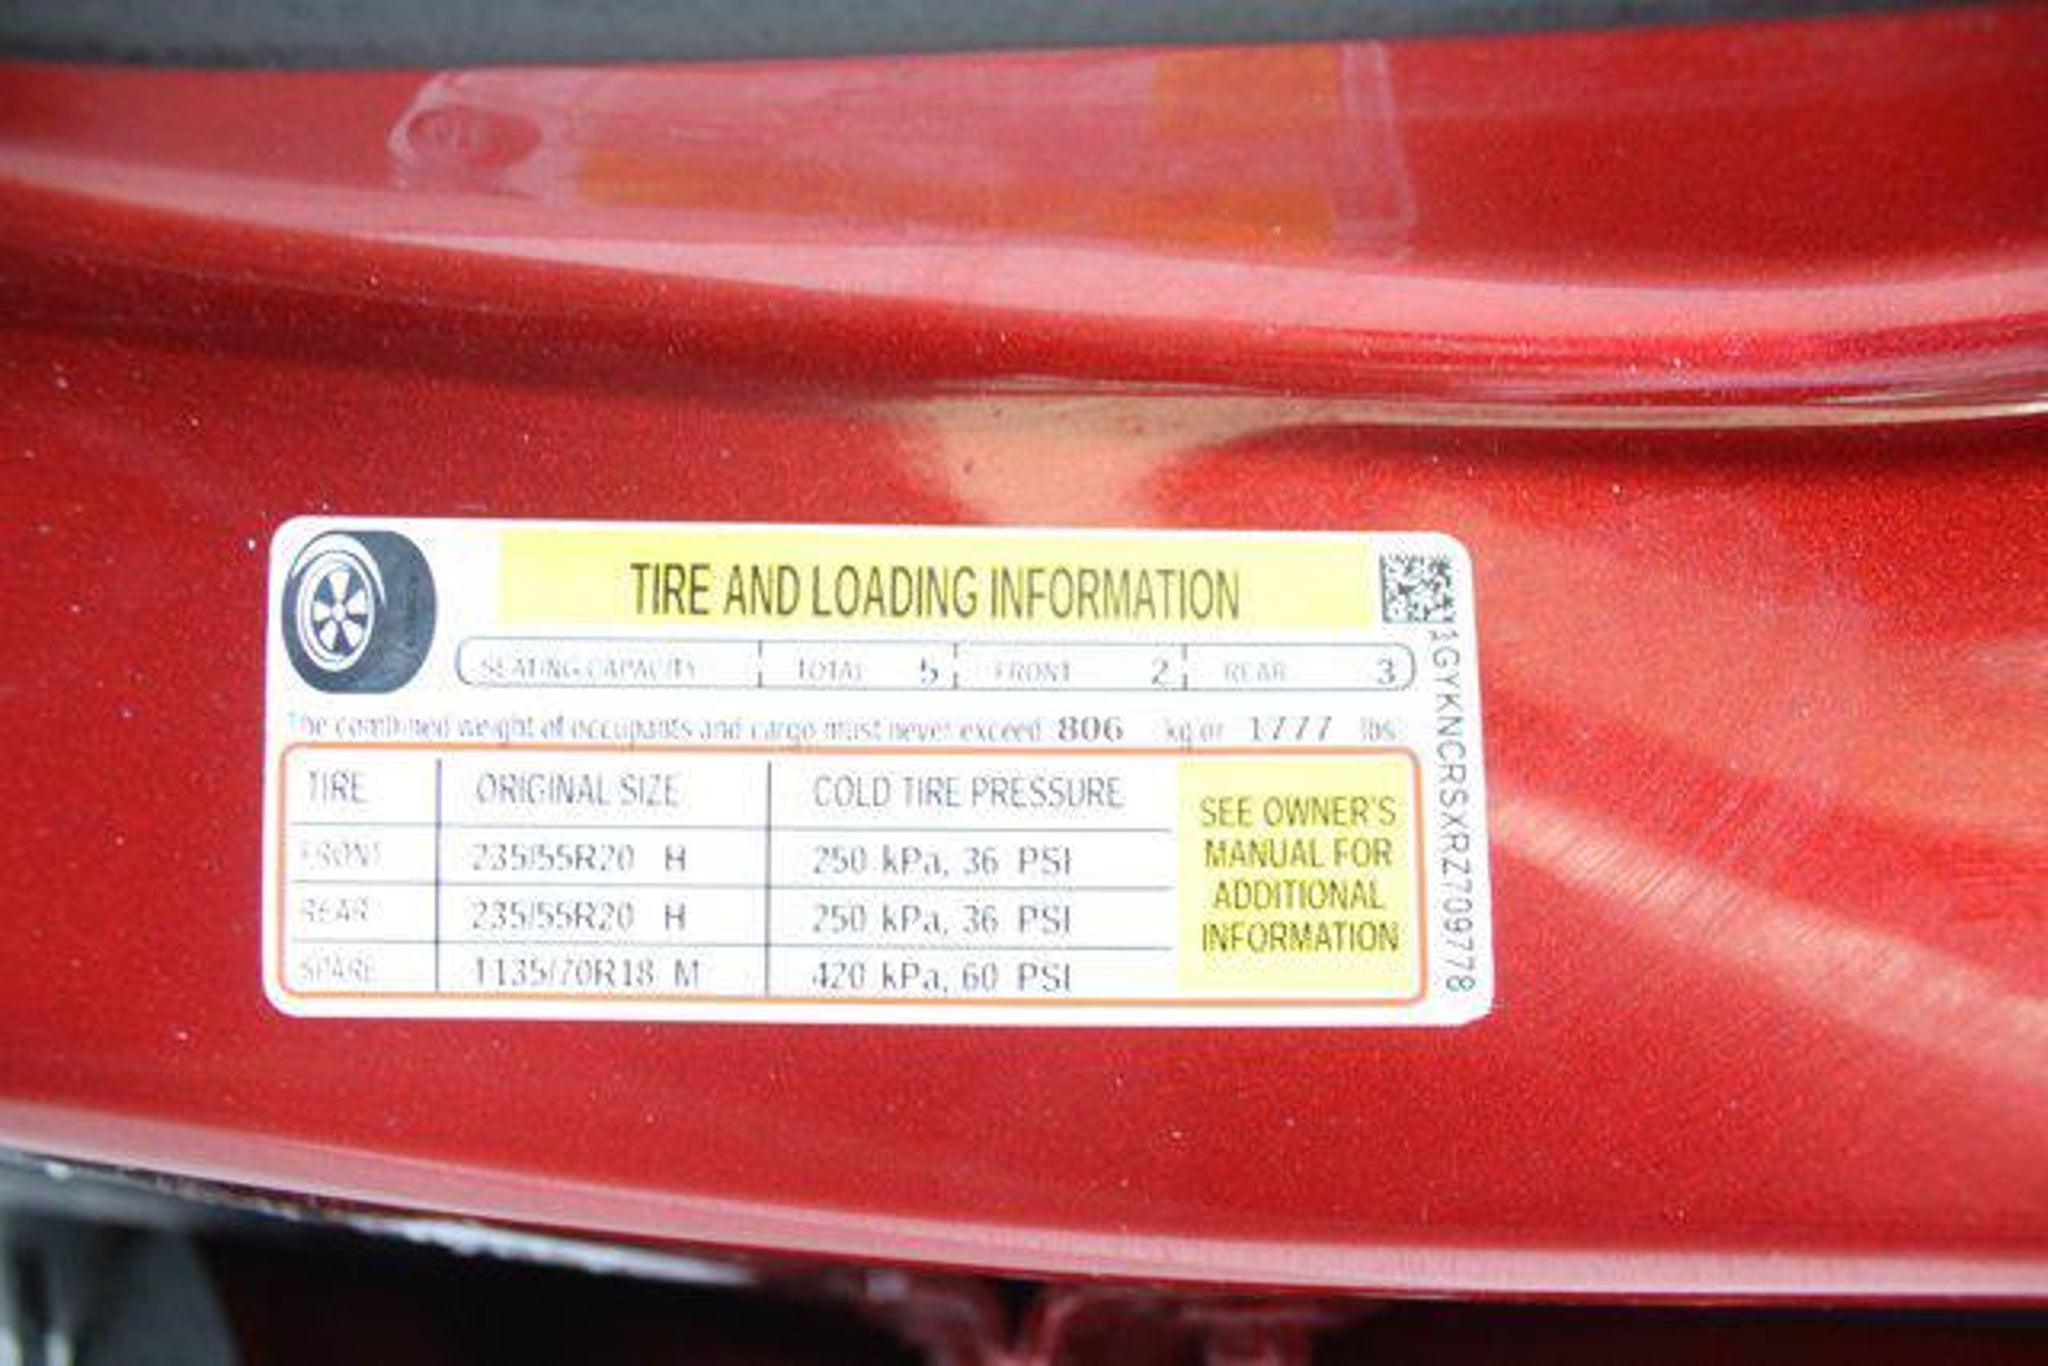 TIRE AND LOADING INFORMATION
SEATING CAPACITY TOTAL 5 FRONT 2 REAR 3
The combined weight of occupants and cargo must never exceed 806 kg or 1777 lbs
TIRE ORIGINAL SIZE COLD TIRE PRESSURE
FRONT 235/55R20 H 250 kPa, 36 PSI
REAR 235/55R20 H 250 kPa, 36 PSI
SPARE T135/70R18 M 420 kPa, 60 PSI
SEE OWNER'S
MANUAL FOR
ADDITIONAL
INFORMATION
1GYKNCRSXRZ709778